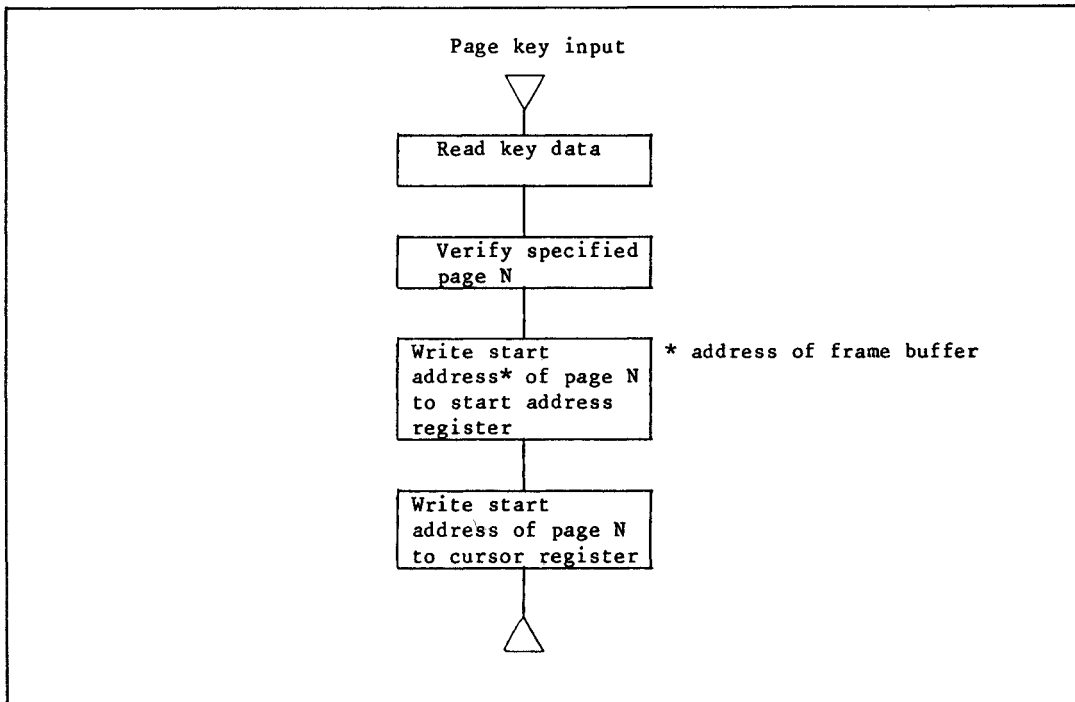 Page key input
Read key data
Verify specified
page N
Write start
address* of page N
to start address
register
* address of frame buffer
Write start
address of page N
to cursor register